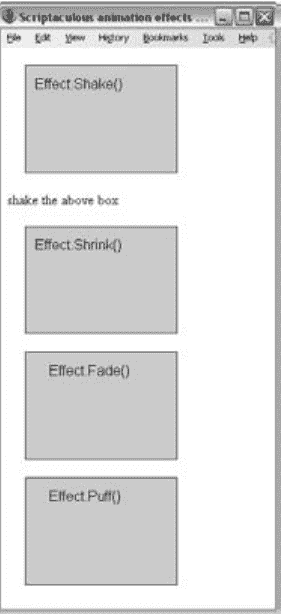 Scriptaculous animation effects ...
File Edit View History Bookmarks Tools Help
Effect.Shake()
shake the above box
Effect.Shrink()
Effect.Fade()
Effect.Puff()